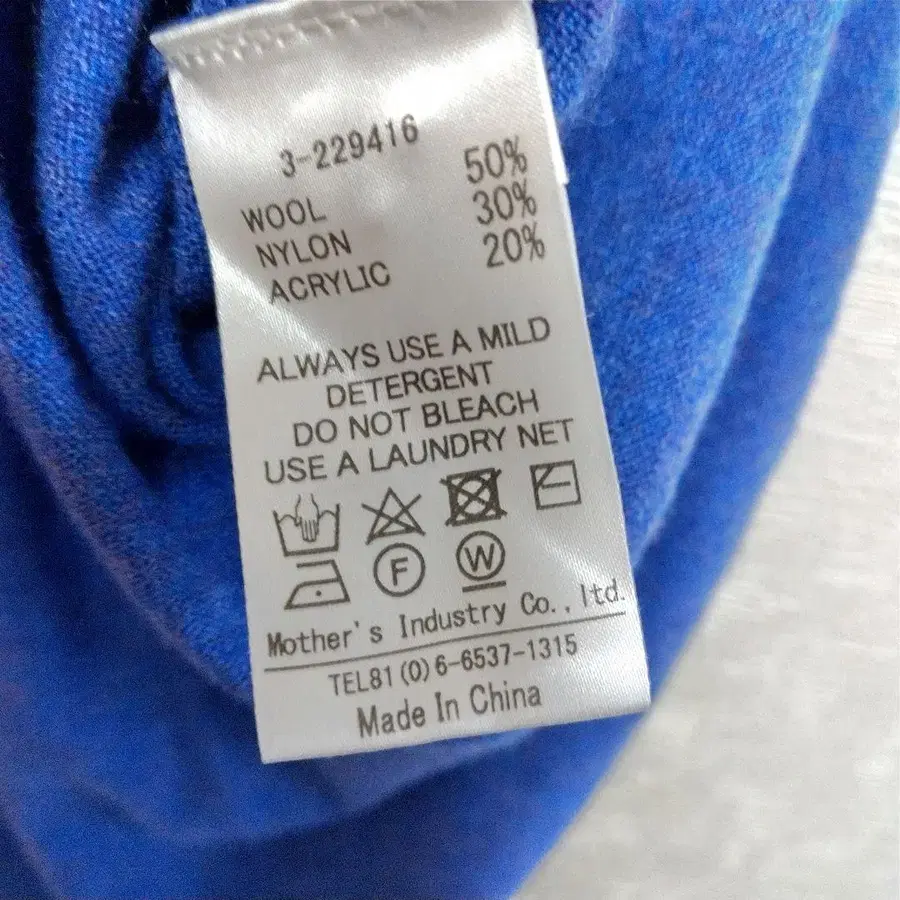 3-229416
WOOL 50%
NYLON 30%
ACRYLIC 20%
ALWAYS USE A MILD
DETERGENT
DO NOT BLEACH
USE A LAUNDRY NET
F W
Mother's Industry Co., ltd.
TEL81(0)6-6537-1315
Made In China